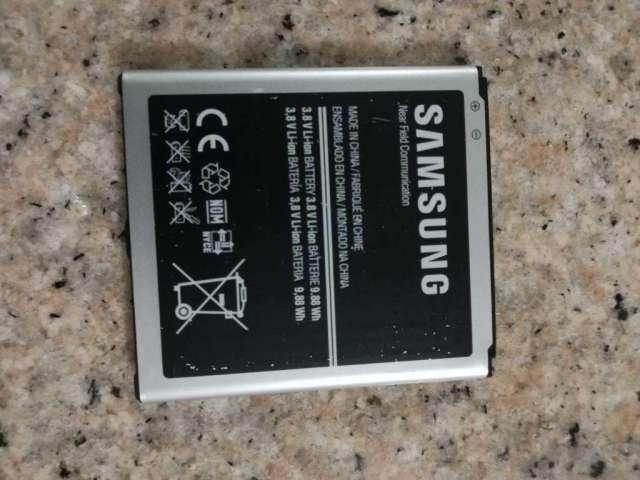 SAMSUNG
Near Field Communication
MADE IN CHINA / FABRIQUÉ EN CHINE
ENSAMBLADO EN CHINA / MONTADO NA CHINA
3.8 V Li-ion BATTERY 3.8 V Li-ion BATTERIE 9.88 Wh
3,8 V Li-ion BATERÍA 3,8 V Li-ion BATERIA 9,88 Wh
CE
NOM
NYCE